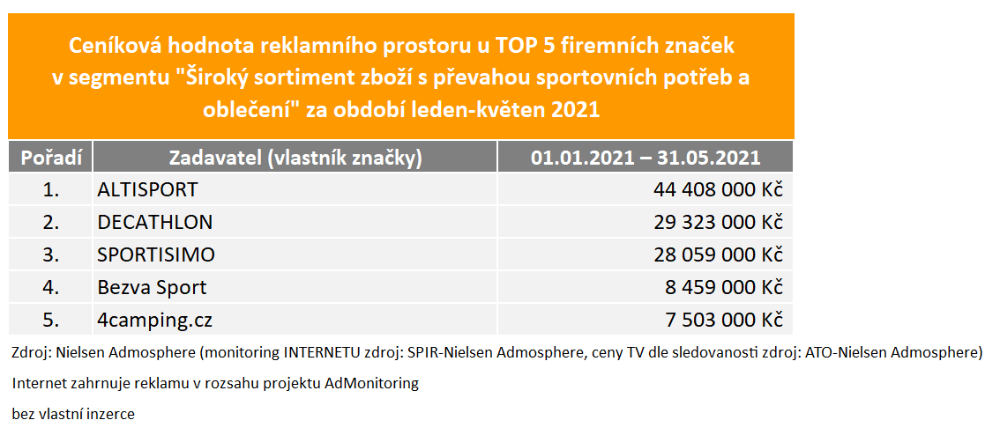 Ceníková hodnota reklamního prostoru u TOP 5 firemních značek
v segmentu "Široký sortiment zboží s převahou sportovních potřeb a
oblečení" za období leden-květen 2021
Pořadí Zadavatel (vlastník značky) 01.01.2021 – 31.05.2021
1. ALTISPORT 44 408 000 Kč
2. DECATHLON 29 323 000 Kč
3. SPORTISIMO 28 059 000 Kč
4. Bezva Sport 8 459 000 Kč
5. 4camping.cz 7 503 000 Kč
Zdroj: Nielsen Admosphere (monitoring INTERNETU zdroj: SPIR-Nielsen Admosphere, ceny TV dle sledovanosti zdroj: ATO-Nielsen Admosphere)
Internet zahrnuje reklamu v rozsahu projektu AdMonitoring
bez vlastní inzerce